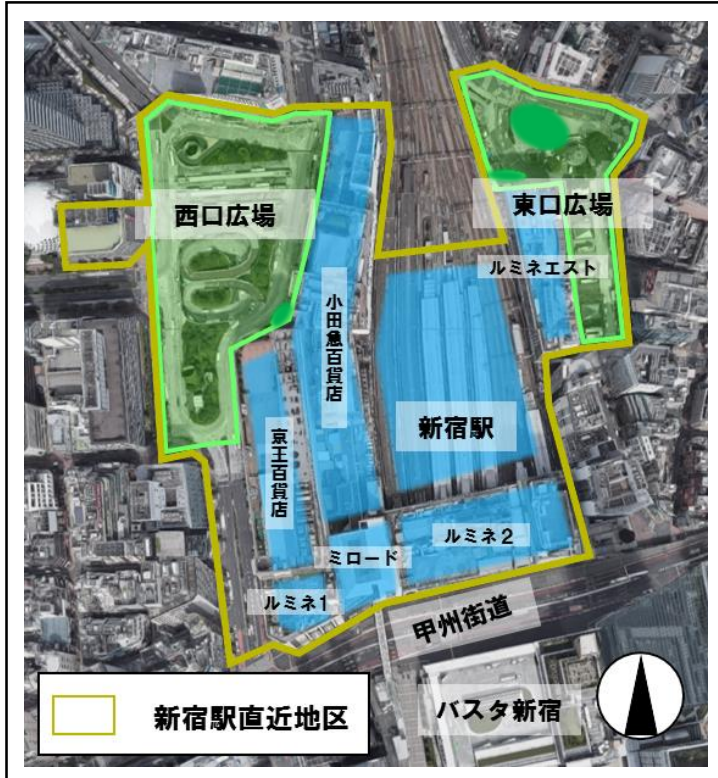 西口広場
東口広場
ルミネエスト
小田急百貨店
新宿駅
京王百貨店
ルミネ2
ミロード
ルミネ1
甲州街道
新宿駅直近地区
バスタ新宿